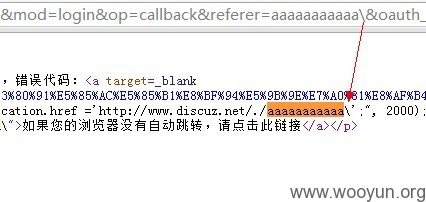 &mod=login&op=callback&referer=aaaaaaaaaaaa\&oauth_
，错误代码：<a target=_blank
3%80%91%E5%85%AC%E5%85%B1%E8%BF%94%E5%9B%9E%E7%A0%81%E8%AF%B4
cation.href ='http://www.discuz.net/./aaaaaaaaaaaa\';", 2000);
\">如果您的浏览器没有自动跳转，请点击此链接</a></p>
www.wooyun.org